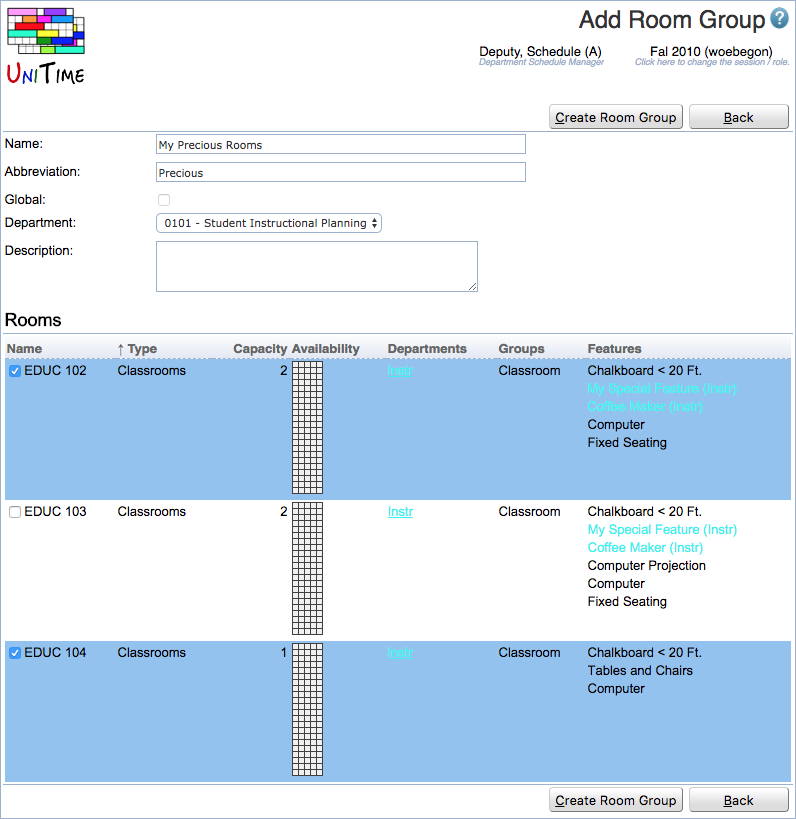 Add Room Group ?
UniTime
Deputy, Schedule (A) Fal 2010 (woebegon)
Department Schedule Manager Click here to change the session / role.
Create Room Group Back
Name: My Precious Rooms
Abbreviation: Precious
Global:
Department: 0101 - Student Instructional Planning
Description:
Rooms
Name ↑ Type Capacity Availability Departments Groups Features
EDUC 102 Classrooms 2 Instr Classroom Chalkboard < 20 Ft.
My Special Feature (Instr)
Coffee Maker (Instr)
Computer
Fixed Seating
EDUC 103 Classrooms 2 Instr Classroom Chalkboard < 20 Ft.
My Special Feature (Instr)
Coffee Maker (Instr)
Computer Projection
Computer
Fixed Seating
EDUC 104 Classrooms 1 Instr Classroom Chalkboard < 20 Ft.
Tables and Chairs
Computer
Create Room Group Back